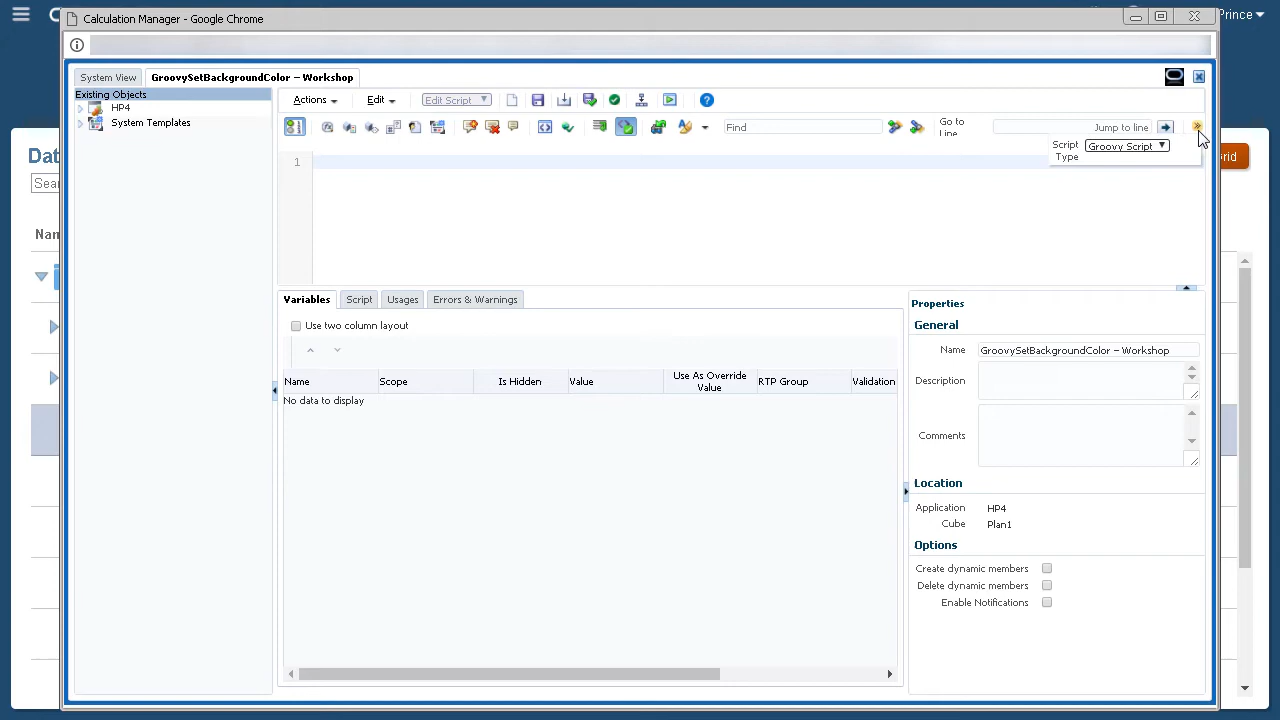 Calculation Manager - Google Chrome
Prince
System View
GroovySetBackgroundColor – Workshop
Existing Objects
HP4
System Templates
Actions
Edit
Edit Script
Find
Go to Line
Jump to line
Script Type
Groovy Script
1
Dat
Sear
Nam
rid
Variables
Script
Usages
Errors & Warnings
Use two column layout
Name
Scope
Is Hidden
Value
Use As Override Value
RTP Group
Validation
No data to display
Properties
General
Name
GroovySetBackgroundColor – Workshop
Description
Comments
Location
Application
HP4
Cube
Plan1
Options
Create dynamic members
Delete dynamic members
Enable Notifications